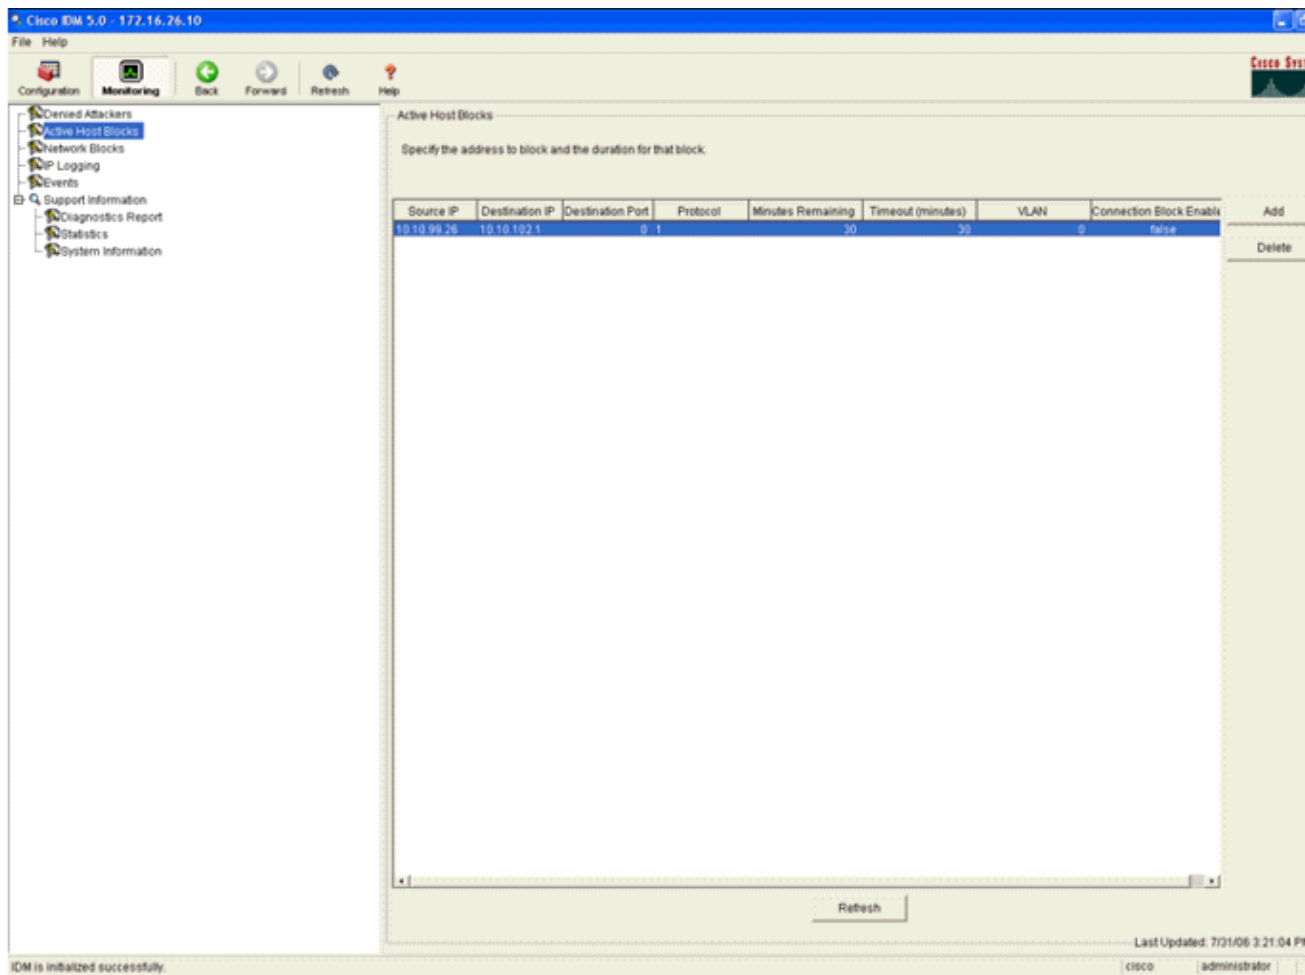 Cisco IDM 5.0 - 172.16.26.10
File Help
Configuration Monitoring Back Forward Refresh Help
Cisco Sys
Denied Attackers
Active Host Blocks
Network Blocks
IP Logging
Events
Support Information
Diagnostics Report
Statistics
System Information
Active Host Blocks
Specify the address to block and the duration for that block.
Source IP Destination IP Destination Port Protocol Minutes Remaining Timeout (minutes) VLAN Connection Block Enable
10.10.99.26 10.10.102.1 0 1 30 30 0 false
Add
Delete
Refresh
Last Updated: 7/31/06 3:21:04 PM
IDM is initialized successfully.
cisco administrator